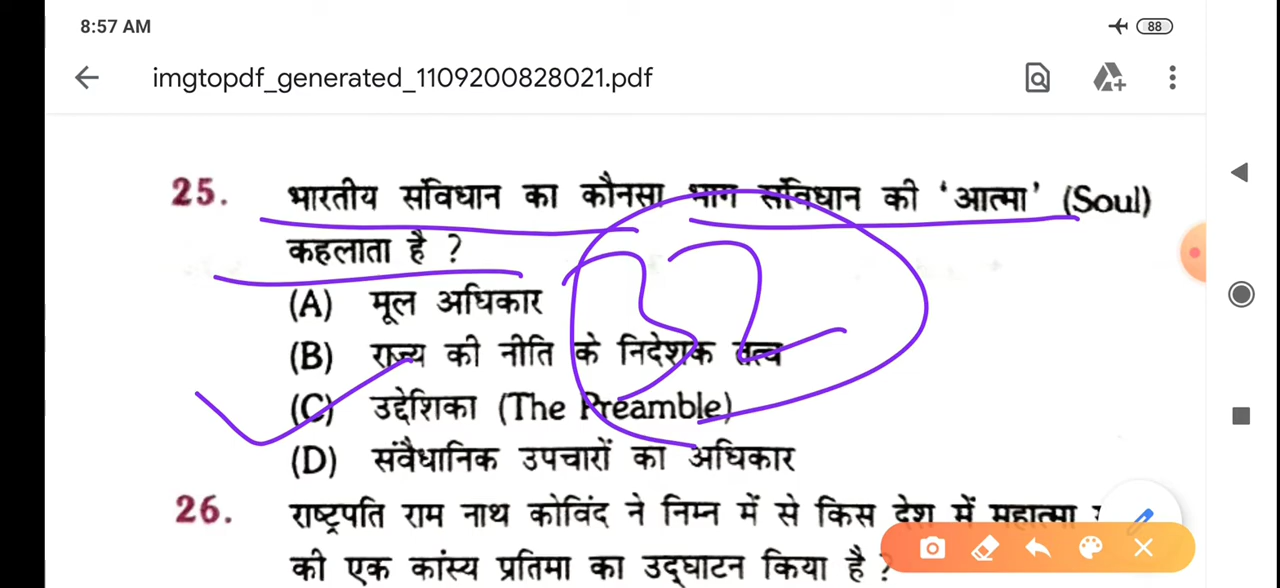 8:57 AM 88
imgtopdf_generated_1109200828021.pdf
25. भारतीय संविधान का कौनसा भाग संविधान की 'आत्मा' (Soul)
कहलाता है ?
(A) मूल अधिकार
32
(B) राज्य की नीति के निदेशक तत्व
(C) उद्देशिका (The Preamble)
(D) संवैधानिक उपचारों का अधिकार
26. राष्ट्रपति राम नाथ कोविंद ने निम्न में से किस देश में महात्मा
की एक कांस्य प्रतिमा का उद्घाटन किया है ?